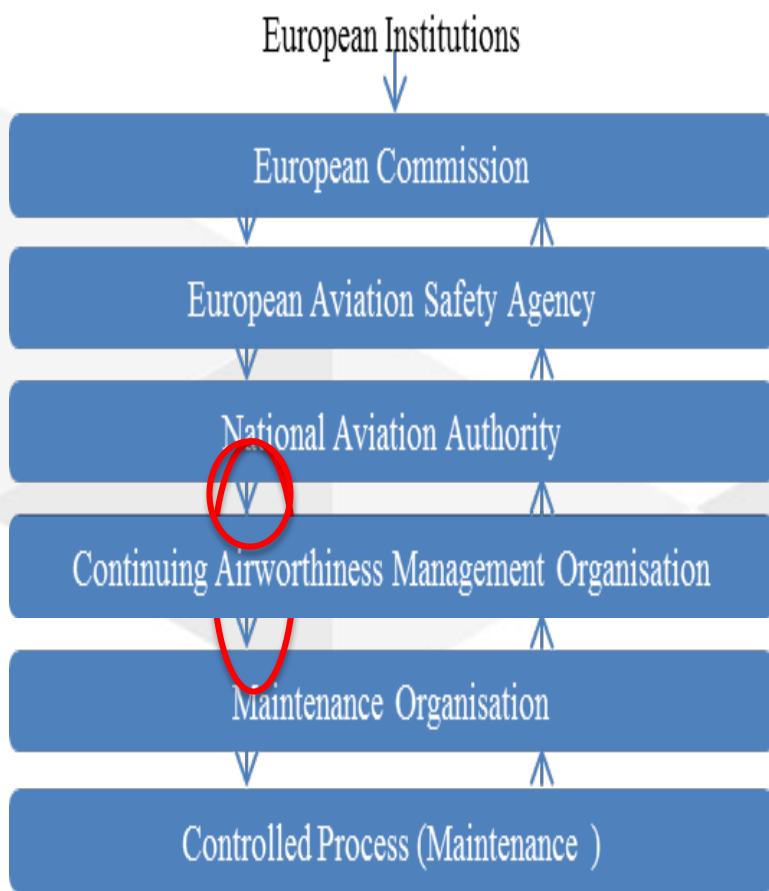 European Institutions
European Commission
European Aviation Safety Agency
National Aviation Authority
Continuing Airworthiness Management Organisation
Maintenance Organisation
Controlled Process (Maintenance )